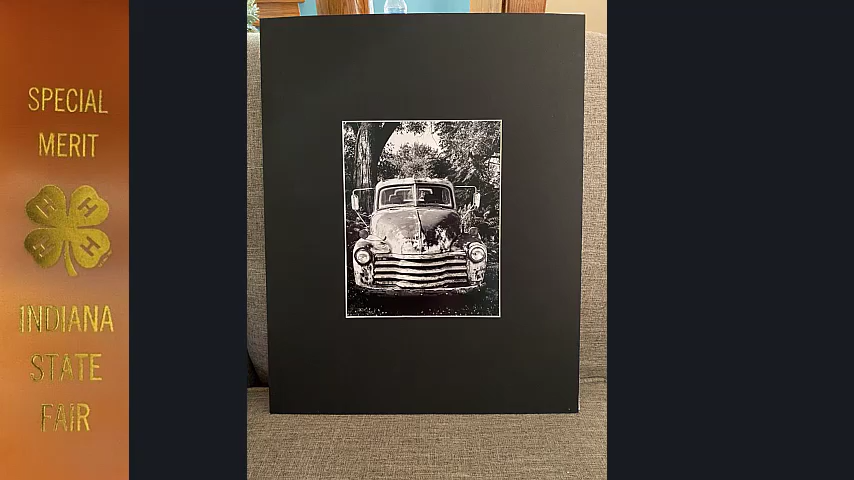 SPECIAL
MERIT
H H
H H
INDIANA
STATE
FAIR